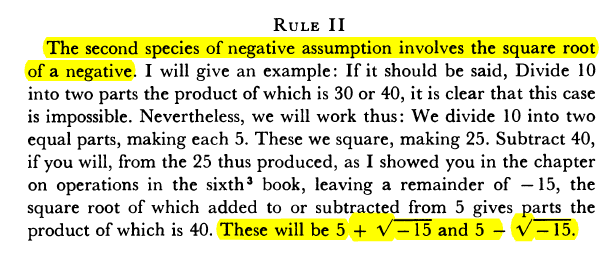 RULE II
The second species of negative assumption involves the square root
of a negative. I will give an example: If it should be said, Divide 10
into two parts the product of which is 30 or 40, it is clear that this case
is impossible. Nevertheless, we will work thus: We divide 10 into two
equal parts, making each 5. These we square, making 25. Subtract 40,
if you will, from the 25 thus produced, as I showed you in the chapter
on operations in the sixth³ book, leaving a remainder of −15, the
square root of which added to or subtracted from 5 gives parts the
product of which is 40. These will be 5 + √−15 and 5 − √−15.